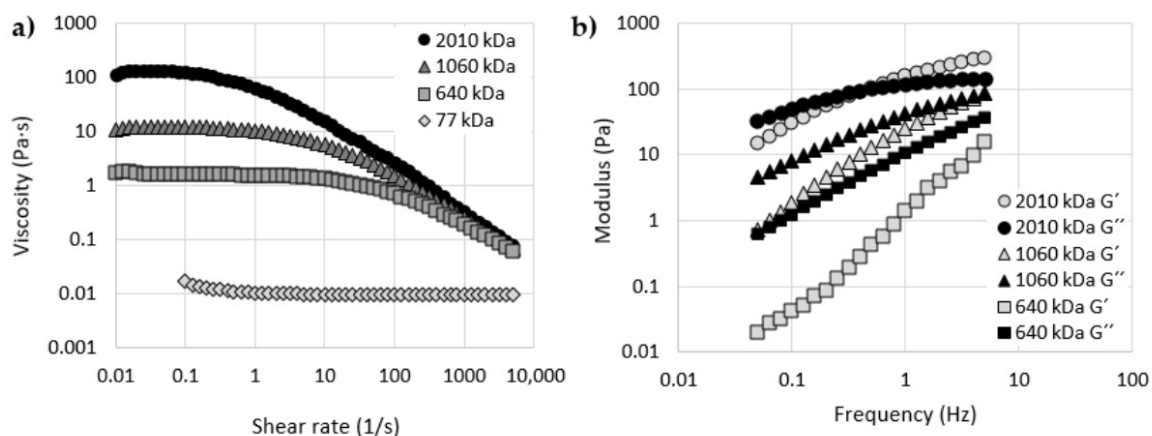 a)
Viscosity (Pa·s)
1000
100
10
1
0.1
0.01
0.001
2010 kDa
1060 kDa
640 kDa
77 kDa
0.01 0.1 1 10 100 1000 10,000
Shear rate (1/s)
b)
Modulus (Pa)
1000
100
10
1
0.1
0.01
2010 kDa G′
2010 kDa G′′
1060 kDa G′
1060 kDa G′′
640 kDa G′
640 kDa G′′
0.01 0.1 1 10 100
Frequency (Hz)